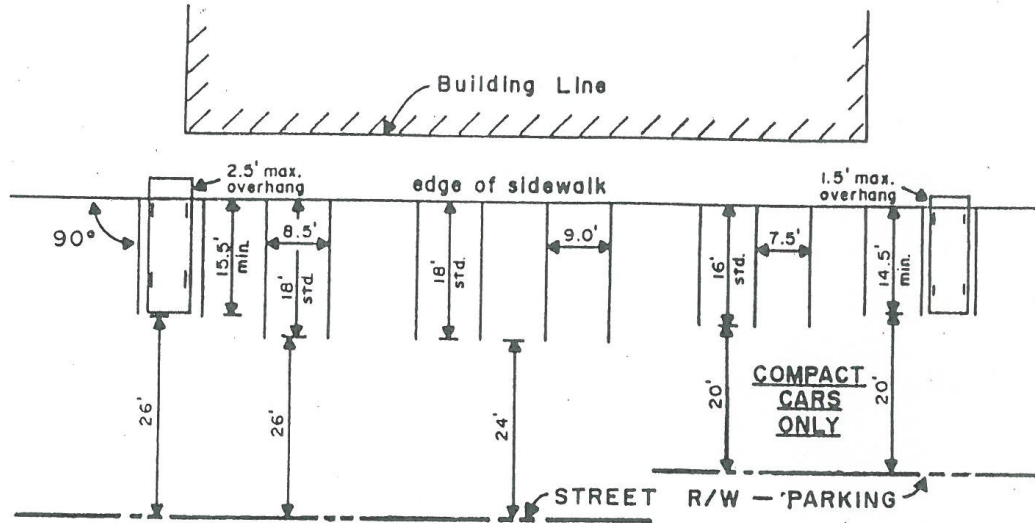 Building Line
2.5' max.
overhang
edge of sidewalk
1.5' max.
overhang
90°
15.5'
min.
8.5'
18'
std.
18'
std.
9.0'
16'
std.
7.5'
14.5'
min.
26'
26'
24'
20'
COMPACT
CARS
ONLY
20'
STREET R/W - PARKING